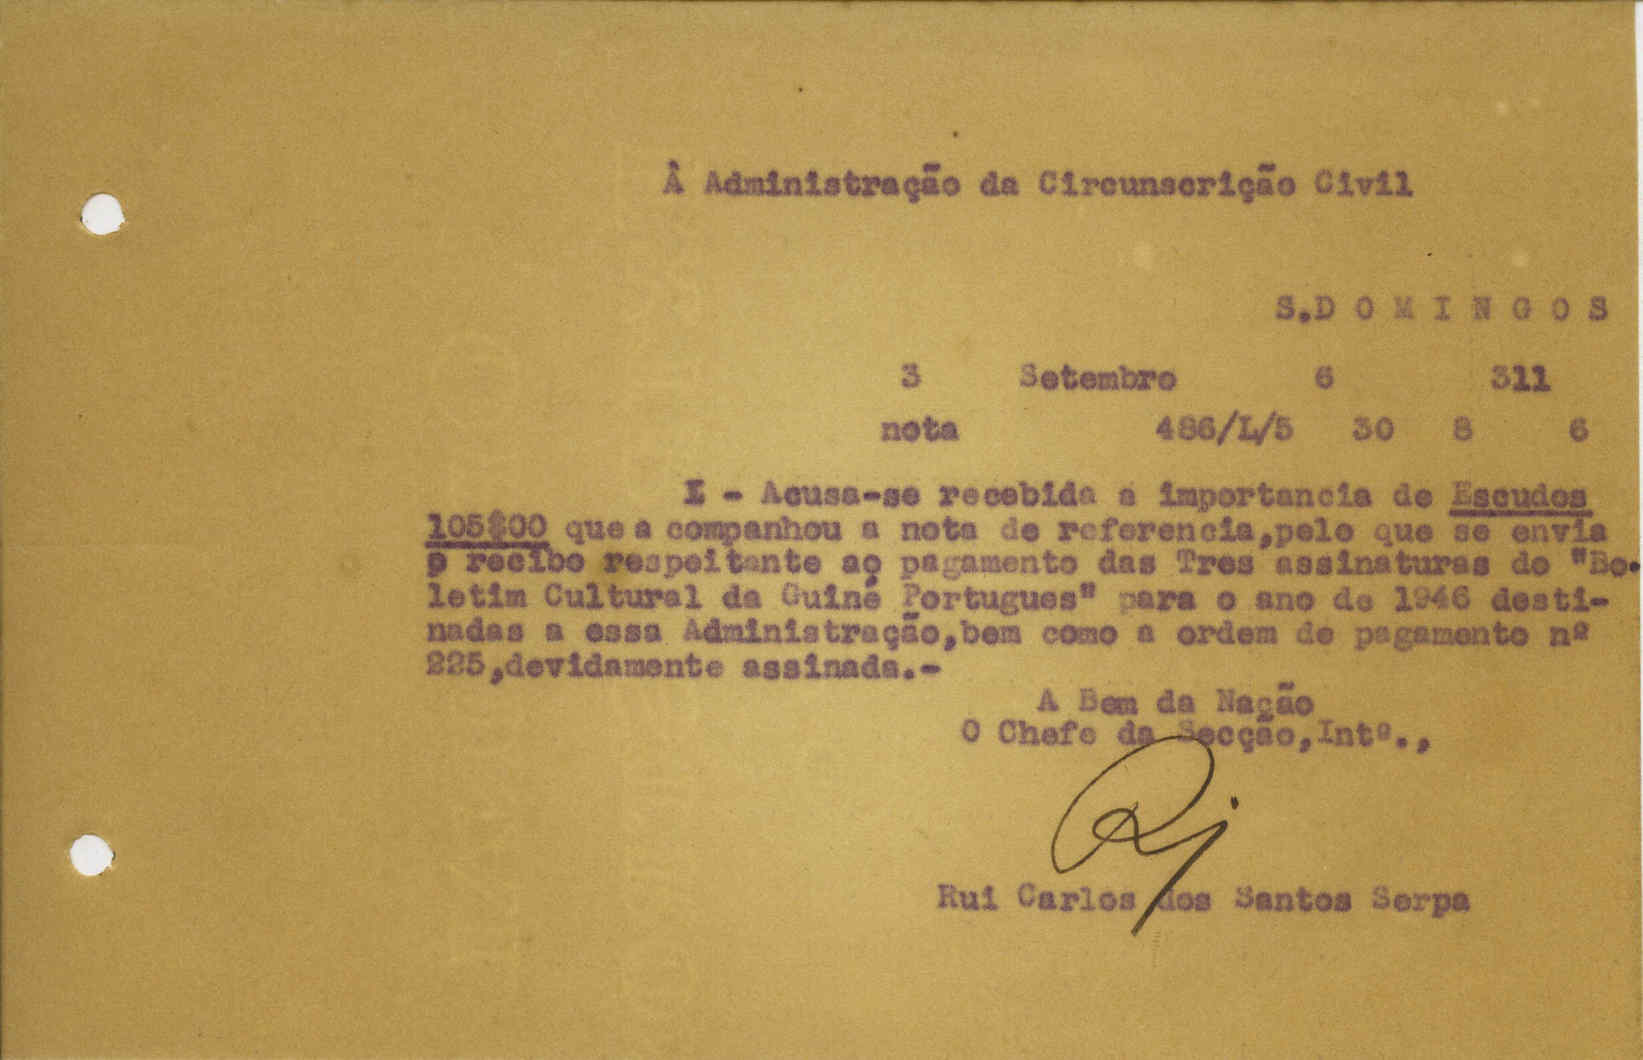 À Administração da Circunscrição Civil
S.D O M I N G O S
3 Setembro 6 311
nota 486/L/5 30 8 6
I - Acusa-se recebida a importancia de Escudos
105$00 que a companhou a nota de referencia,pelo que se envia
o recibo respeitante ao pagamento das Tres assinaturas do "Bo-
letim Cultural da Guiné Portugues" para o ano de 1946 desti-
nadas a essa Administração,bem como a ordem de pagamento nº
225,devidamente assinada.-
A Bem da Nação
O Chefe da Secção,Intº.,
Rui Carlos dos Santos Serpa